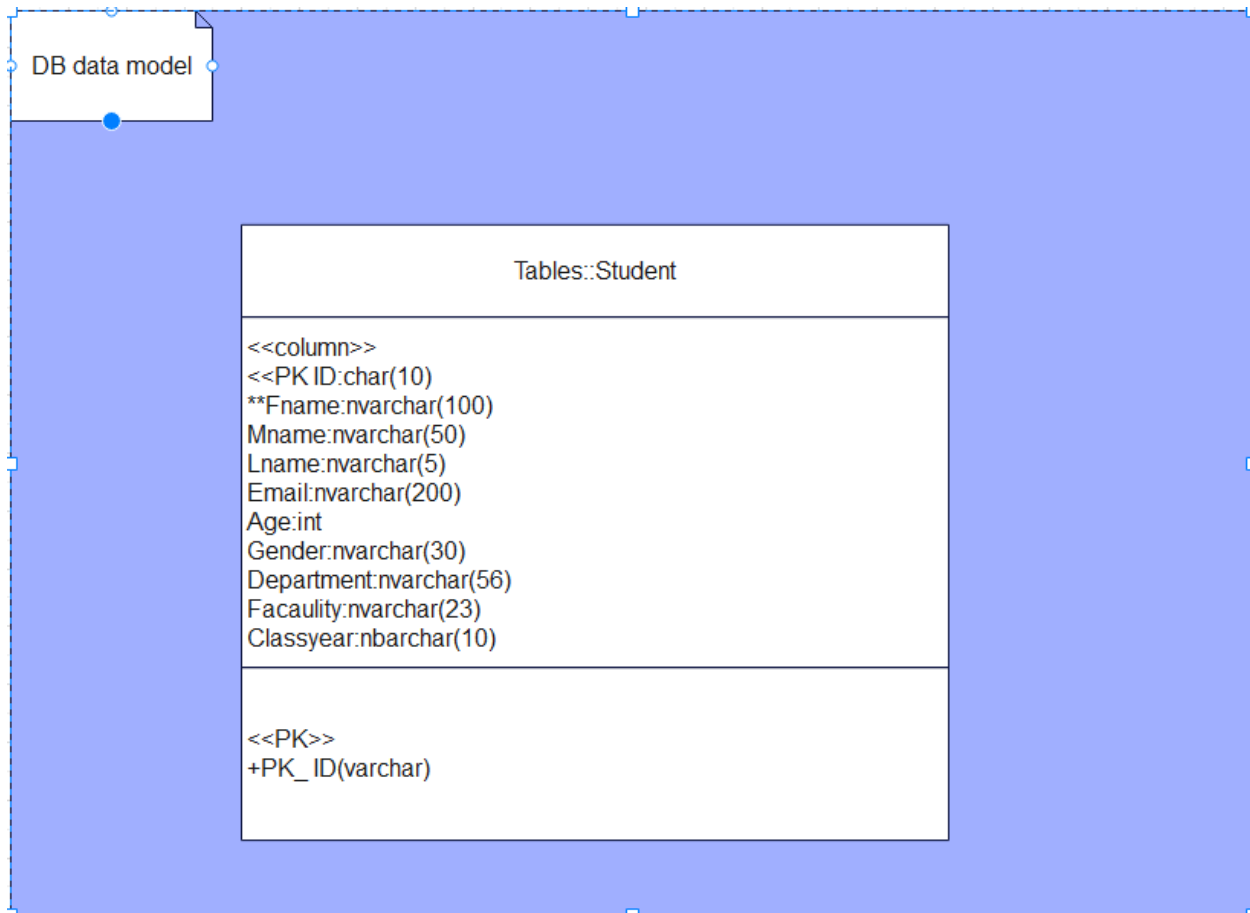 DB data model
Tables::Student
<<column>>
<<PK ID:char(10)
**Fname:nvarchar(100)
Mname:nvarchar(50)
Lname:nvarchar(5)
Email:nvarchar(200)
Age:int
Gender:nvarchar(30)
Department:nvarchar(56)
Facaulity:nvarchar(23)
Classyear:nbarchar(10)
<<PK>>
+PK_ ID(varchar)